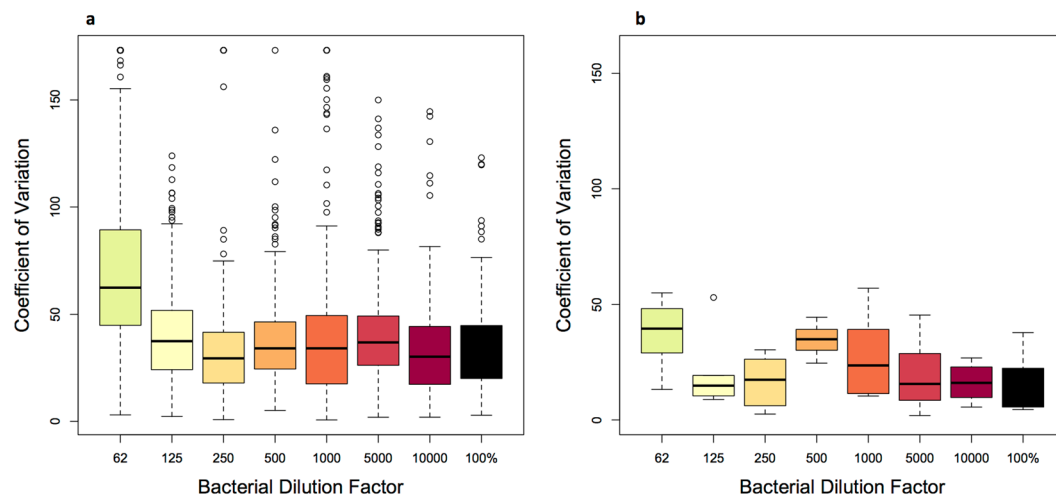 a
Coefficient of Variation
150
100
50
0
62 125 250 500 1000 5000 10000 100%
Bacterial Dilution Factor
b
Coefficient of Variation
150
100
50
0
62 125 250 500 1000 5000 10000 100%
Bacterial Dilution Factor